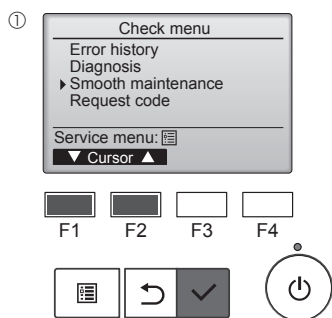 ①
Check menu
Error history
Diagnosis
Smooth maintenance
Request code
Service menu:
▼ Cursor ▲
F1 F2 F3 F4